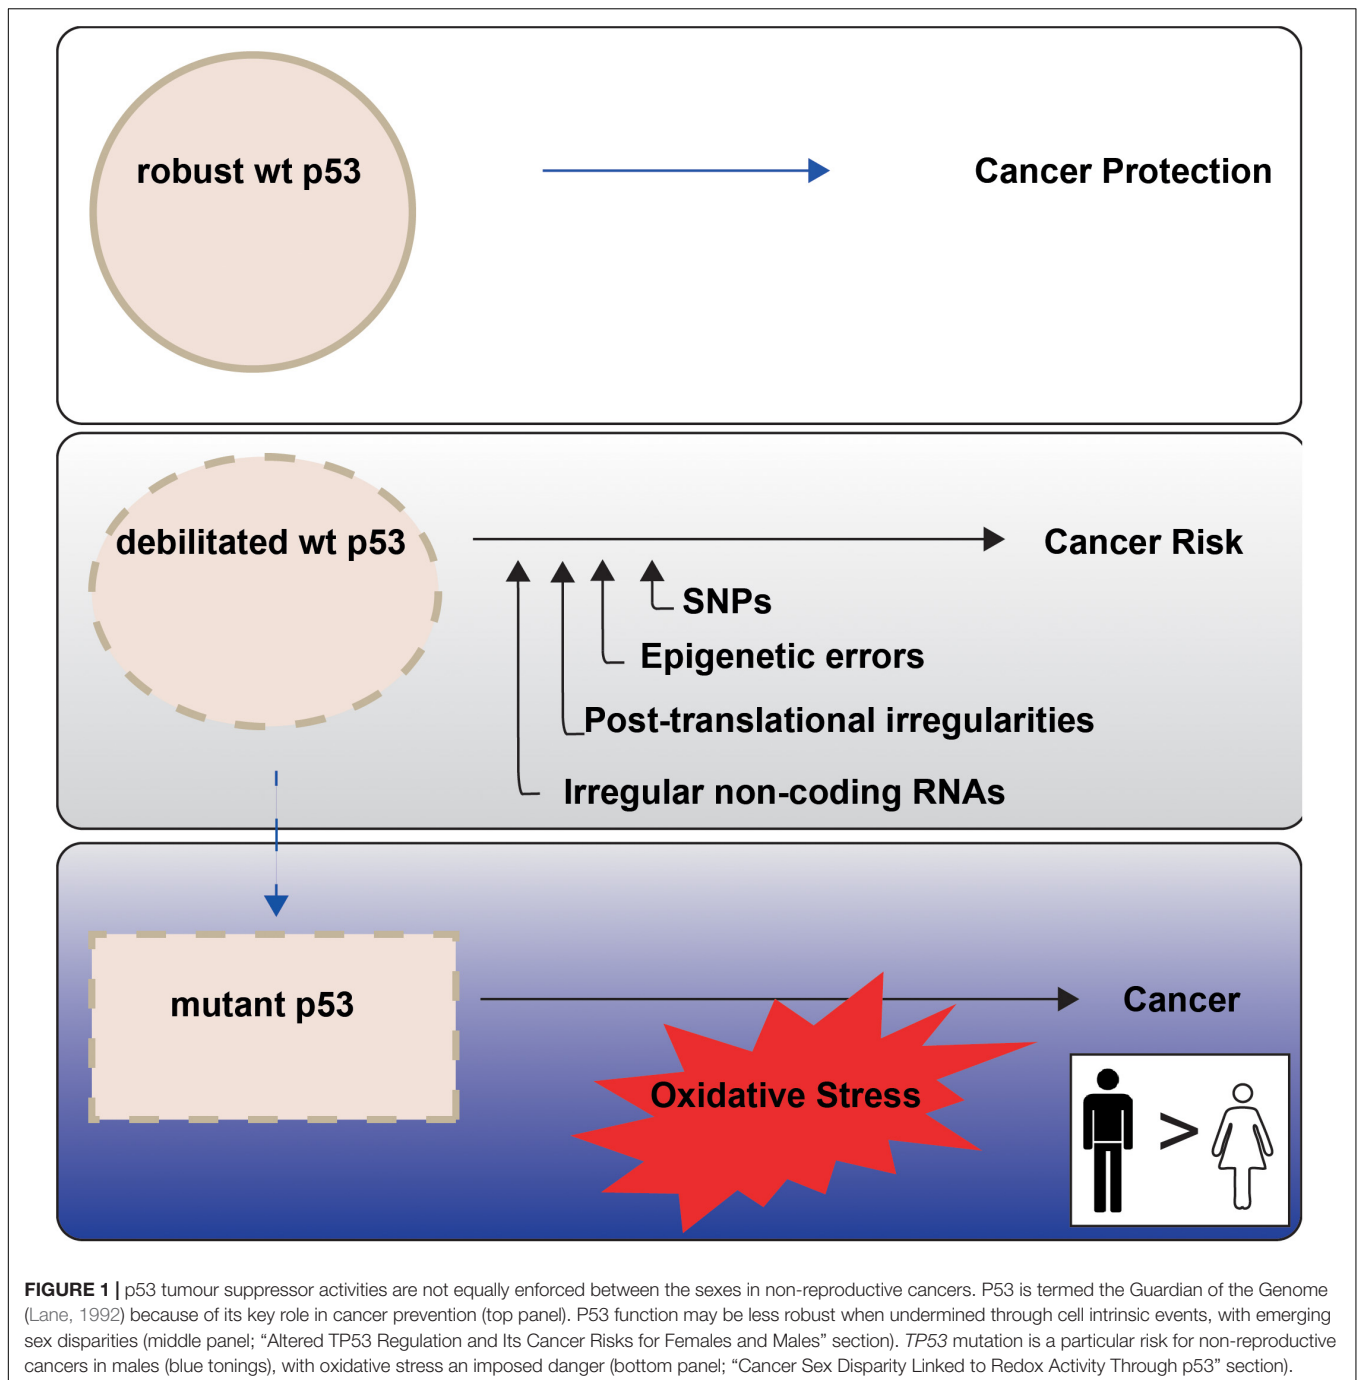 robust wt p53
Cancer Protection
debilitated wt p53
Cancer Risk
SNPs
Epigenetic errors
Post-translational irregularities
Irregular non-coding RNAs
mutant p53
Cancer
Oxidative Stress
>
FIGURE 1 | p53 tumour suppressor activities are not equally enforced between the sexes in non-reproductive cancers. P53 is termed the Guardian of the Genome
(Lane, 1992) because of its key role in cancer prevention (top panel). P53 function may be less robust when undermined through cell intrinsic events, with emerging
sex disparities (middle panel; “Altered TP53 Regulation and Its Cancer Risks for Females and Males” section). TP53 mutation is a particular risk for non-reproductive
cancers in males (blue tonings), with oxidative stress an imposed danger (bottom panel; “Cancer Sex Disparity Linked to Redox Activity Through p53” section).